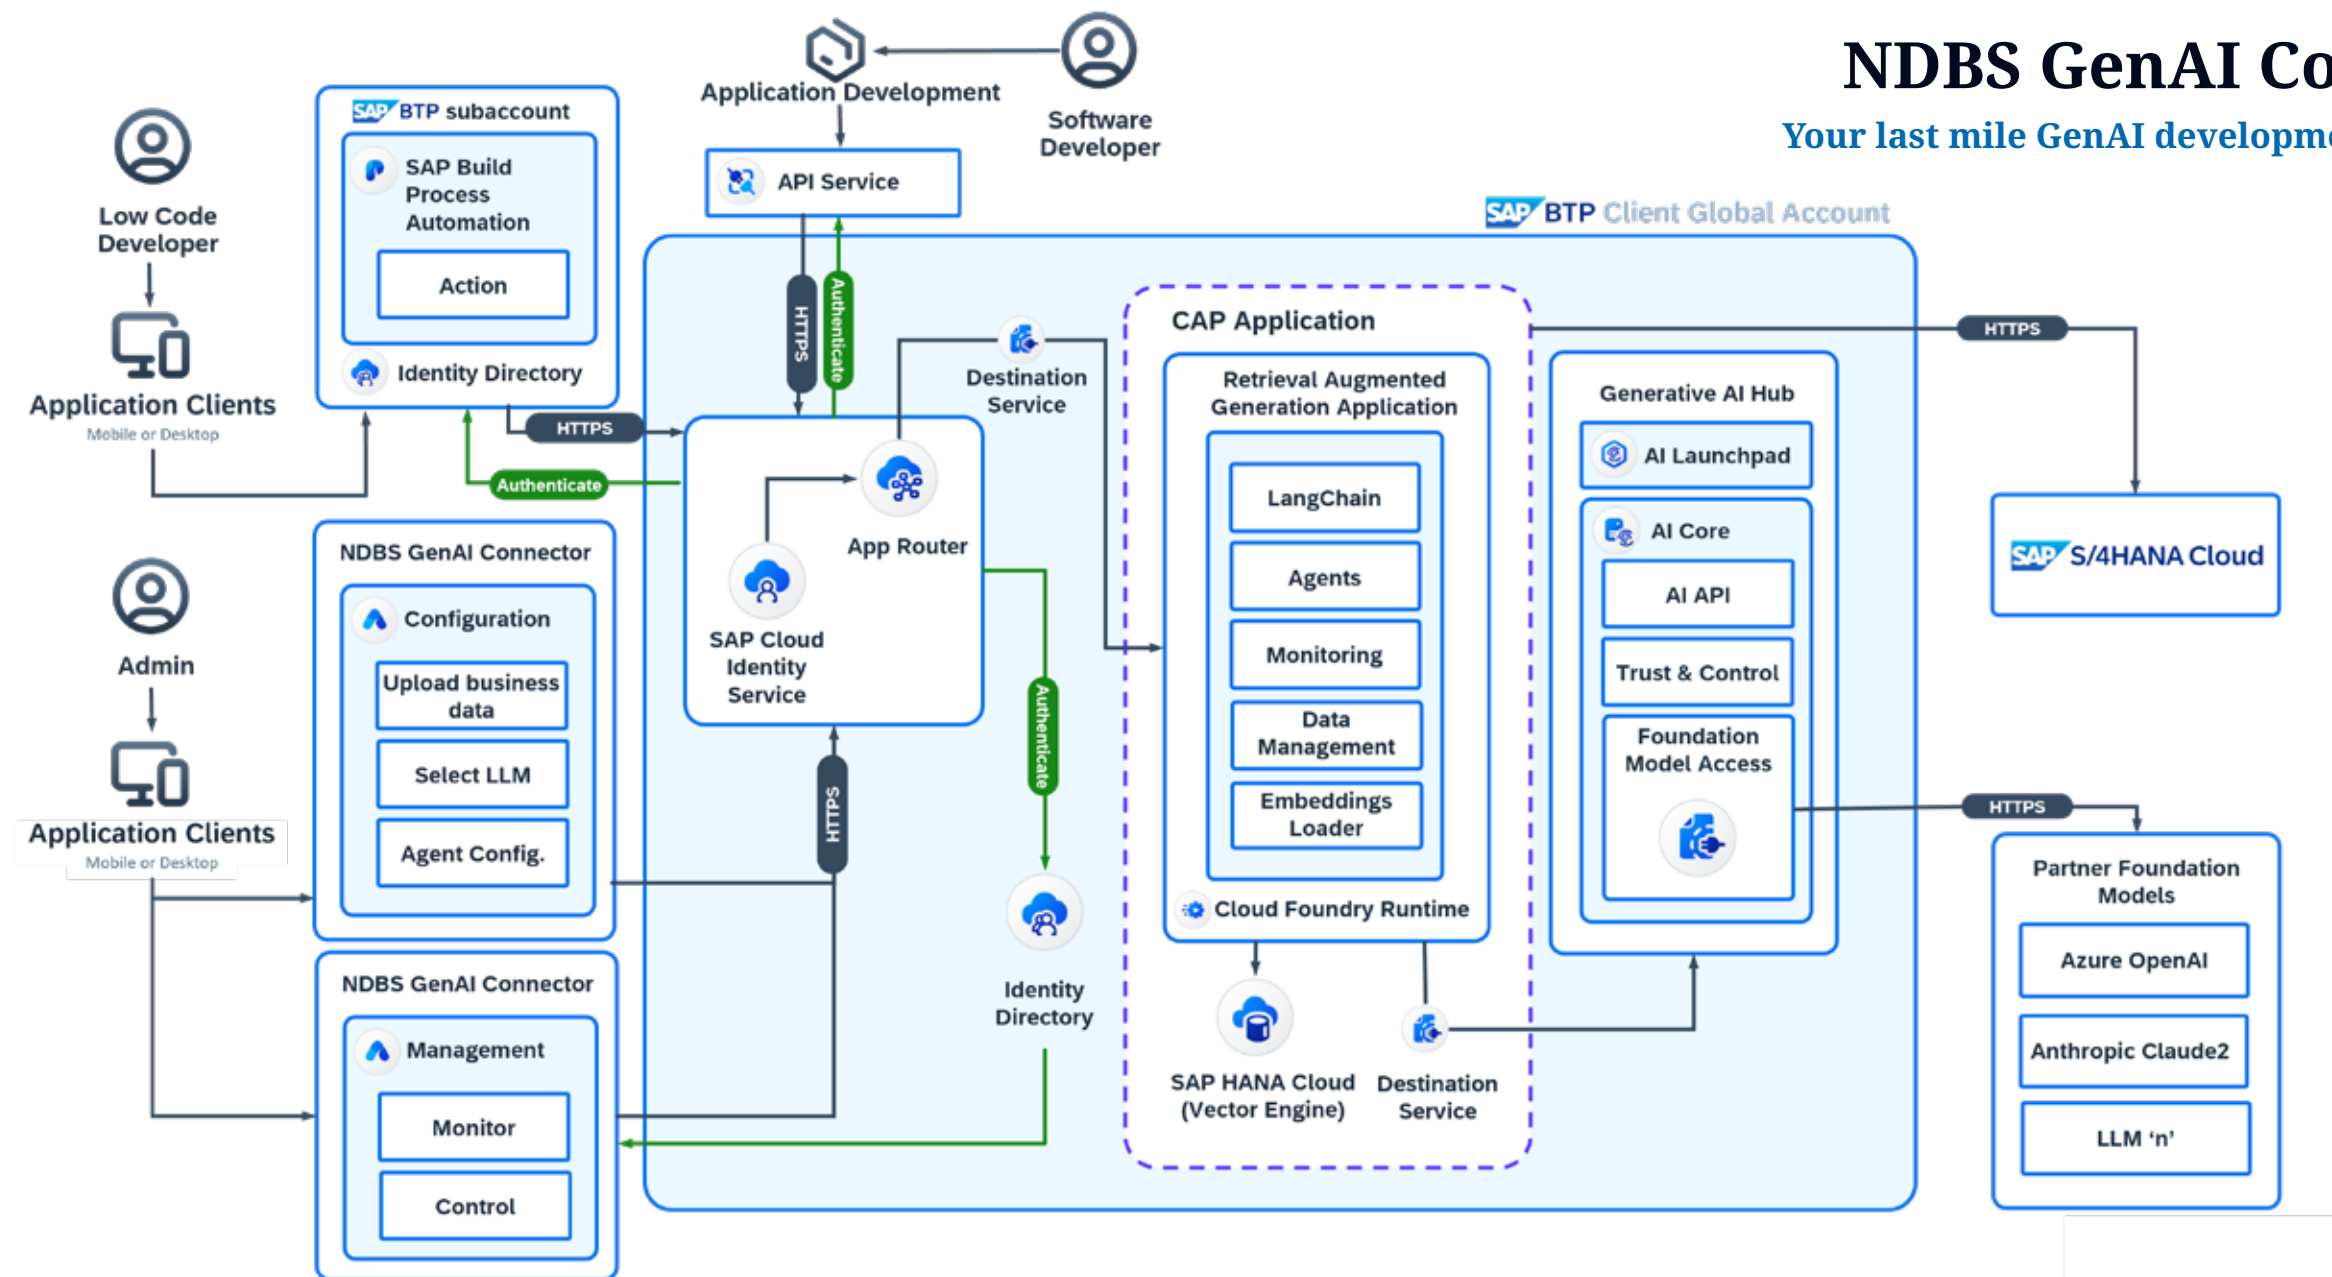 NDBS GenAI Co
Your last mile GenAI developme
Application Development
Software
Developer
API Service
SAP BTP subaccount
SAP Build
Process
Automation
Action
Identity Directory
Low Code
Developer
Application Clients
Mobile or Desktop
HTTPS
Authenticate
HTTPS
Authenticate
SAP BTP Client Global Account
NDBS GenAI Connector
Configuration
Upload business
data
Select LLM
Agent Config.
Admin
Application Clients
Mobile or Desktop
NDBS GenAI Connector
Management
Monitor
Control
App Router
SAP Cloud
Identity
Service
HTTPS
Destination
Service
Authenticate
Identity
Directory
CAP Application
Retrieval Augmented
Generation Application
LangChain
Agents
Monitoring
Data
Management
Embeddings
Loader
Cloud Foundry Runtime
SAP HANA Cloud
(Vector Engine)
Destination
Service
Generative AI Hub
AI Launchpad
AI Core
AI API
Trust & Control
Foundation
Model Access
HTTPS
SAP S/4HANA Cloud
HTTPS
Partner Foundation
Models
Azure OpenAI
Anthropic Claude2
LLM ‘n’